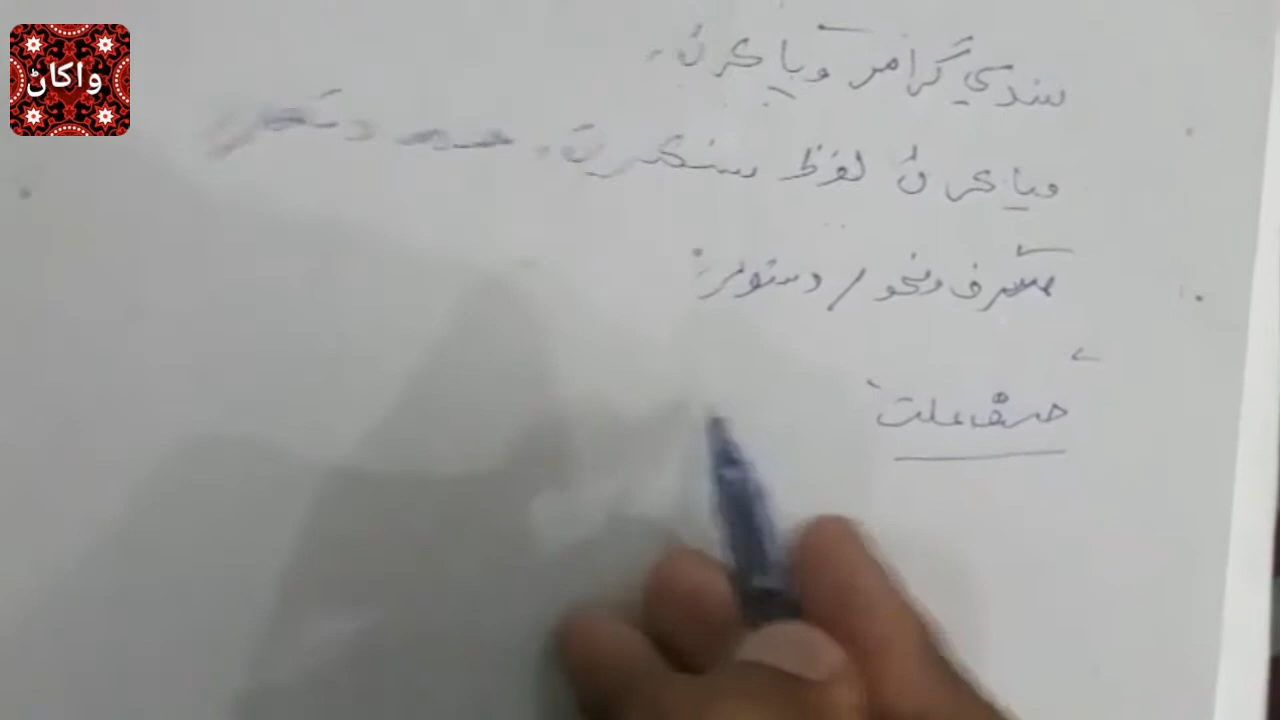 واکاڻ
سنڌي گرامر وياڪرڻ.
وياڪرڻ لفظ سنسڪرت.
صرف ونحو / دستور:
حرف علت